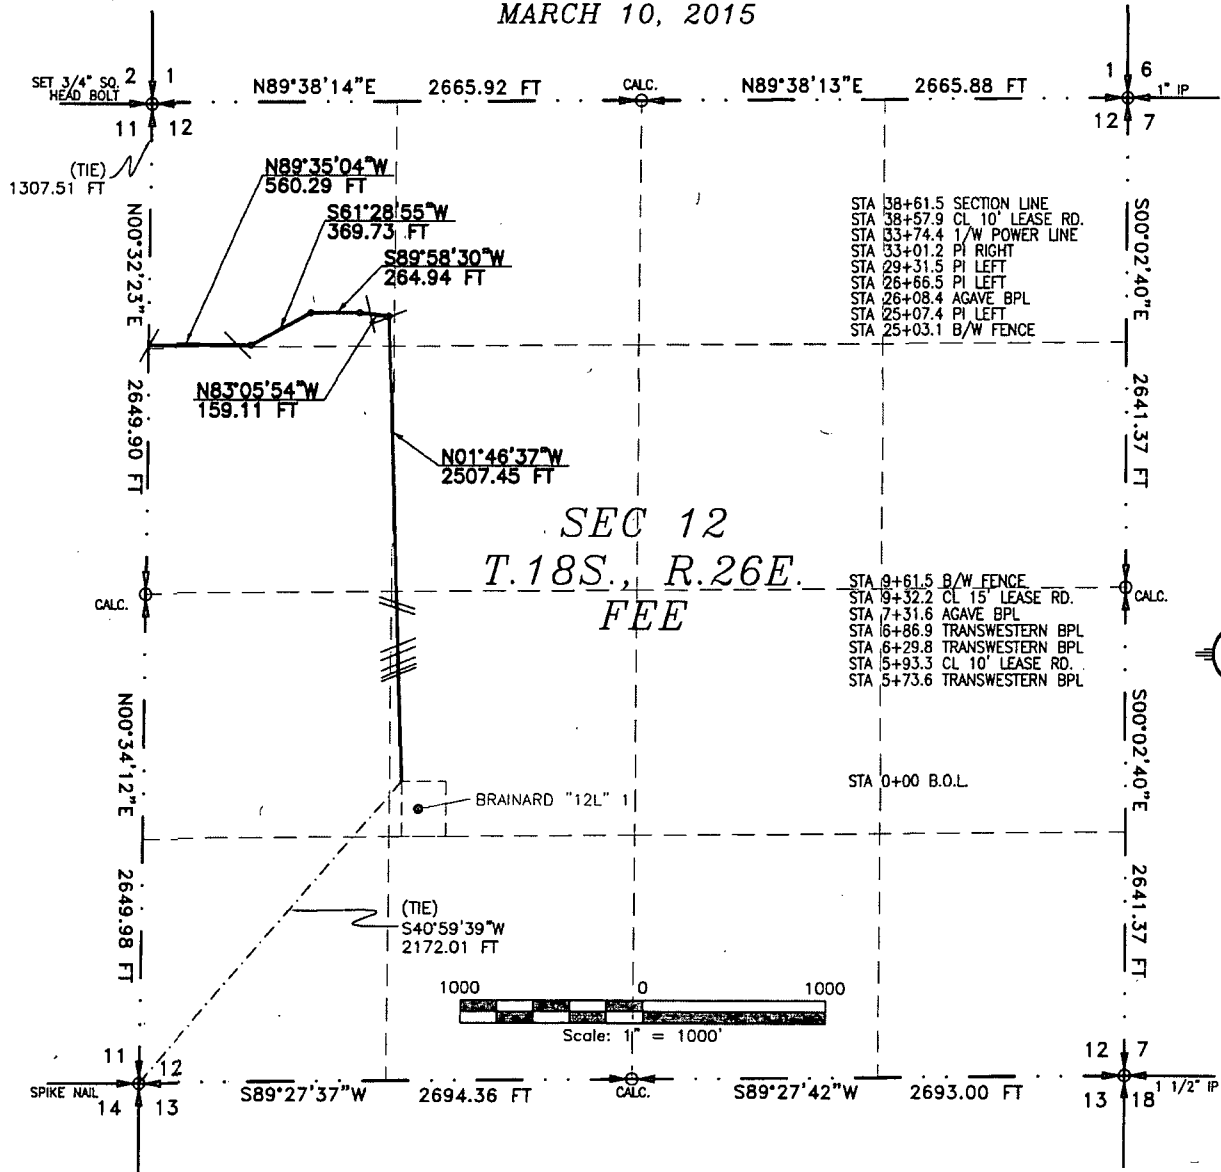 MARCH 10, 2015
SET 3/4" SQ.
HEAD BOLT
2 1
11 12
N89°38'14"E 2665.92 FT
CALC.
N89°38'13"E 2665.88 FT
1 6
12 7
1" IP
(TIE)
1307.51 FT
N89°35'04"W
560.29 FT
S61°28'55"W
369.73 FT
S89°58'30"W
264.94 FT
N83°05'54"W
159.11 FT
N01°46'37"W
2507.45 FT
N00°32'23"E 2649.90 FT
S00°02'40"E 2641.37 FT
STA 38+61.5 SECTION LINE
STA 38+57.9 CL 10' LEASE RD.
STA 33+74.4 1/W POWER LINE
STA 33+01.2 PI RIGHT
STA 29+31.5 PI LEFT
STA 26+66.5 PI LEFT
STA 26+08.4 AGAVE BPL
STA 25+07.4 PI LEFT
STA 25+03.1 B/W FENCE
SEC 12
T.18S., R.26E.
FEE
CALC.
CALC.
STA 9+61.5 B/W FENCE
STA 9+32.2 CL 15' LEASE RD.
STA 7+31.6 AGAVE BPL
STA 6+86.9 TRANSWESTERN BPL
STA 6+29.8 TRANSWESTERN BPL
STA 5+93.3 CL 10' LEASE RD.
STA 5+73.6 TRANSWESTERN BPL
STA 0+00 B.O.L.
N00°34'12"E 2649.98 FT
S00°02'40"E 2641.37 FT
BRAINARD "12L" 1
(TIE)
S40°59'39"W
2172.01 FT
1000 0 1000
Scale: 1" = 1000'
11 12
SPIKE NAIL
14 13
S89°27'37"W 2694.36 FT
CALC.
S89°27'42"W 2693.00 FT
12 7
13 18
1 1/2" IP